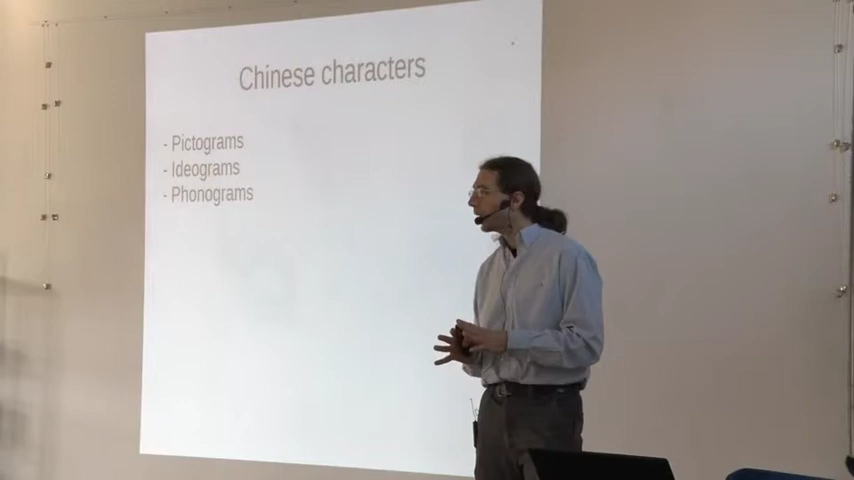 Chinese characters
- Pictograms
- Ideograms
- Phonograms